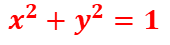 x² + y² = 1